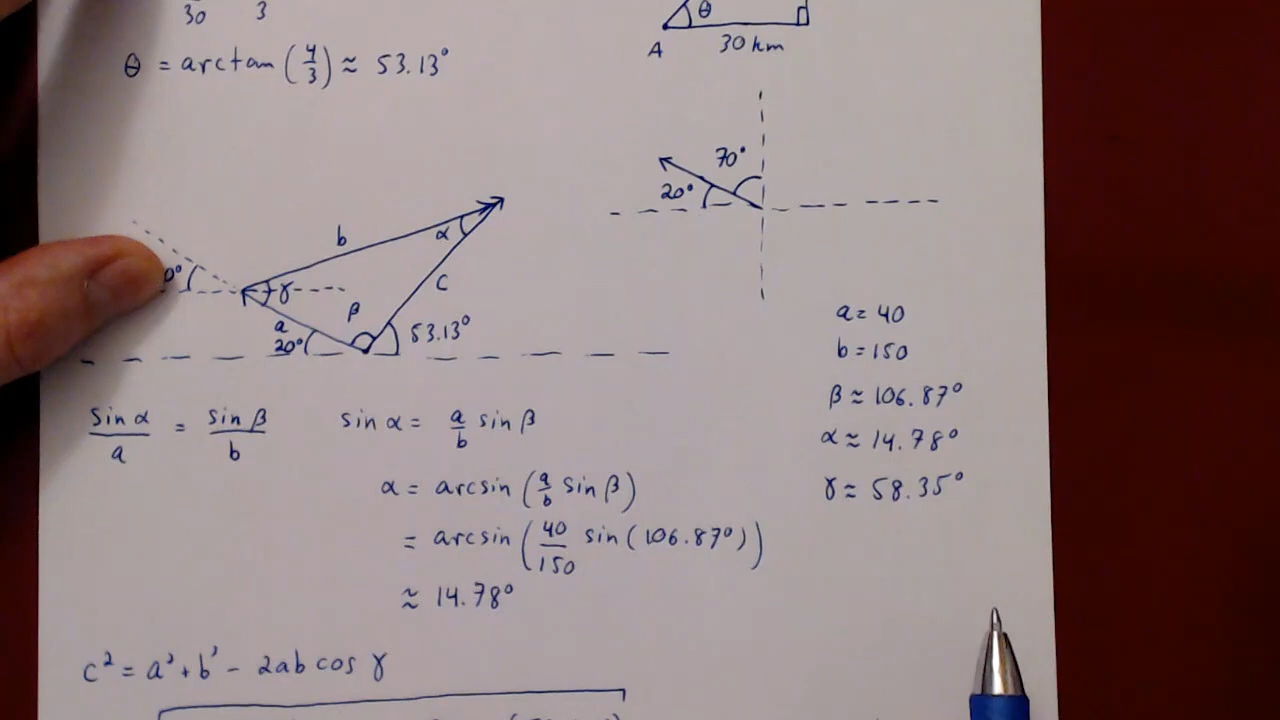 30 3
θ = arctan (4/3) ≈ 53.13°
θ
A 30 km
70°
20°
b
α
c
γ
β
a
20°
53.13°
0°
a = 40
b = 150
β ≈ 106.87°
α ≈ 14.78°
γ ≈ 58.35°
sin α / a = sin β / b
sin α = a/b sin β
α = arcsin (a/b sin β)
= arcsin (40/150 sin (106.87°))
≈ 14.78°
c² = a² + b² - 2ab cos γ